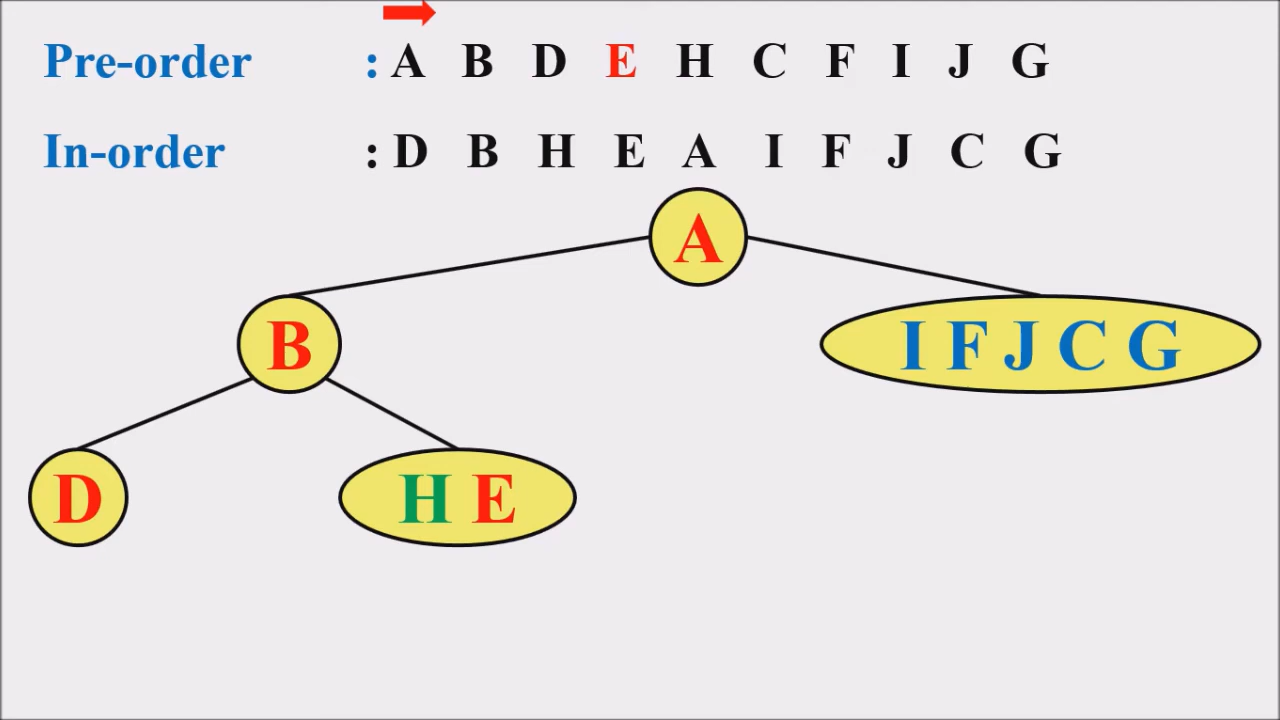 Pre-order : A B D E H C F I J G
In-order : D B H E A I F J C G
A
B
I F J C G
D
H E